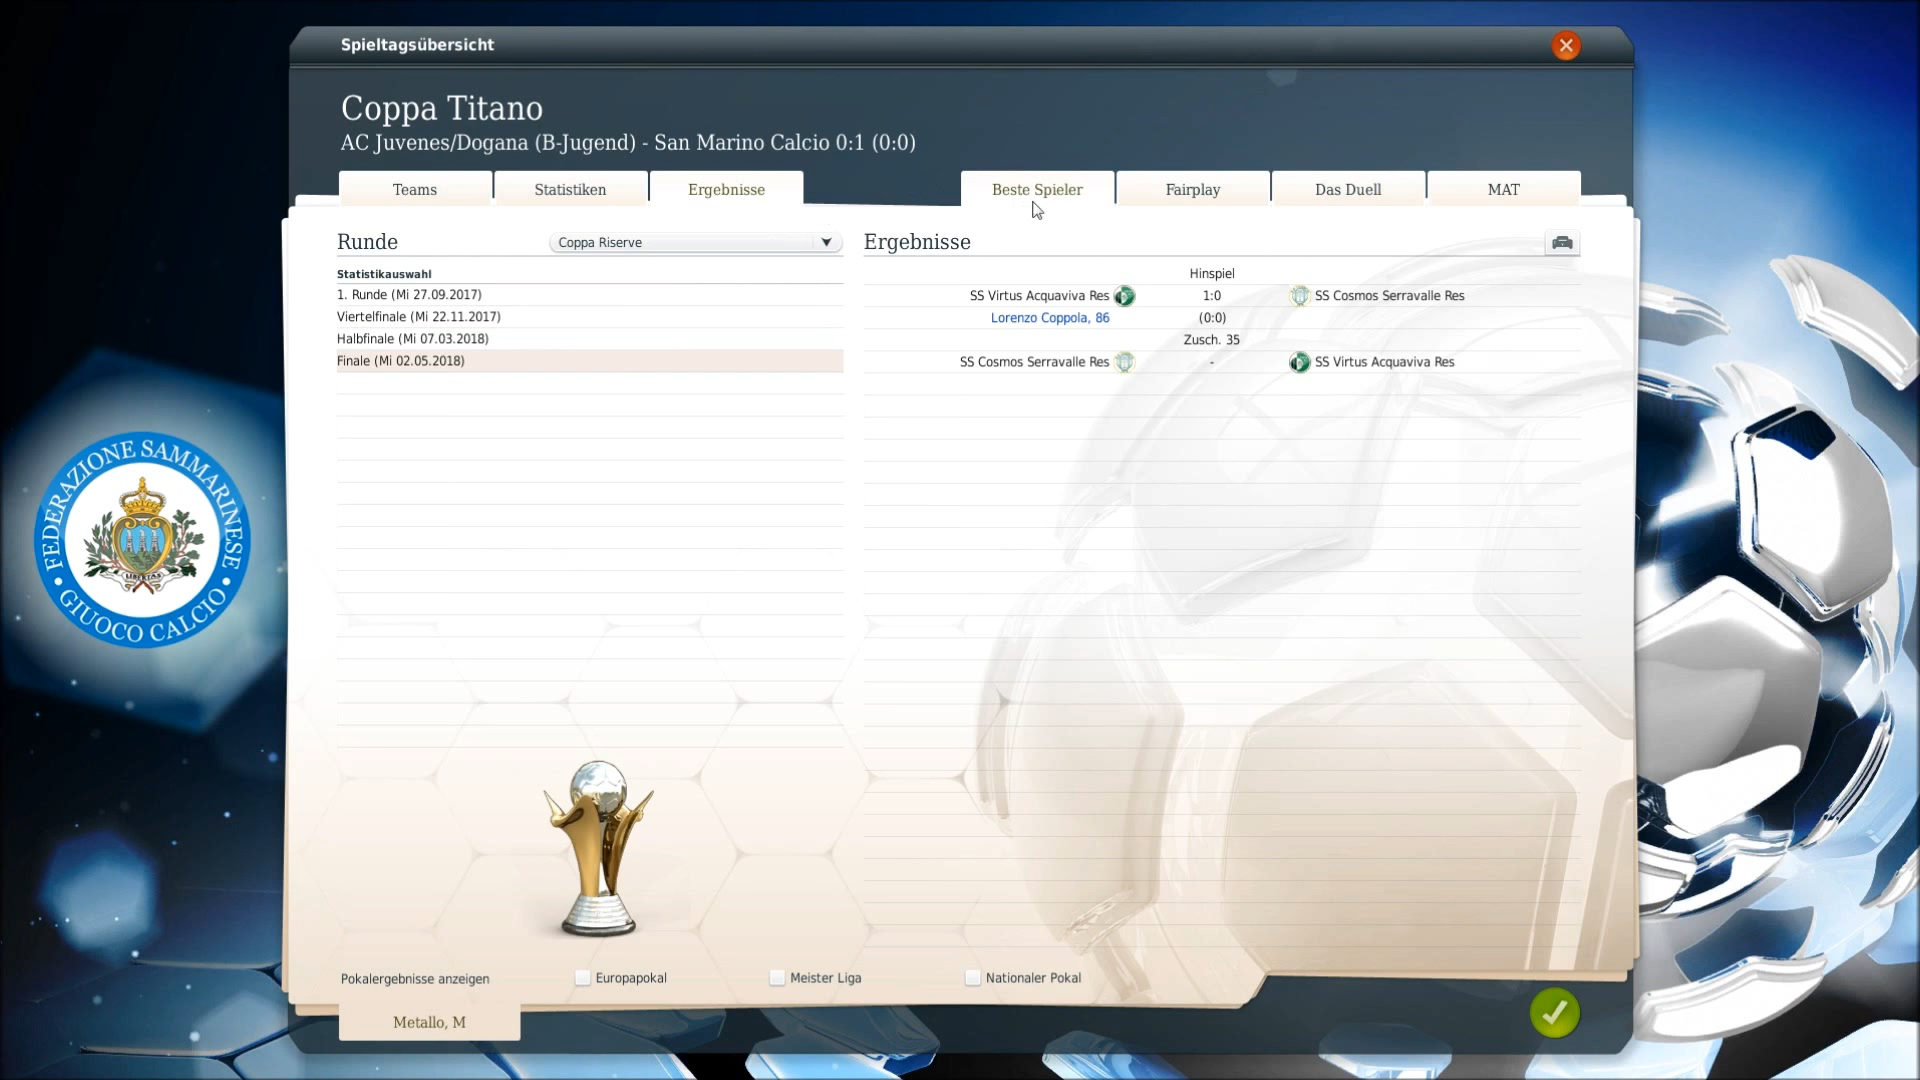 Spieltagsübersicht
Coppa Titano
AC Juvenes/Dogana (B-Jugend) - San Marino Calcio 0:1 (0:0)
Teams
Statistiken
Ergebnisse
Beste Spieler
Fairplay
Das Duell
MAT
Runde
Coppa Riserve
Statistikauswahl
1. Runde (Mi 27.09.2017)
Viertelfinale (Mi 22.11.2017)
Halbfinale (Mi 07.03.2018)
Finale (Mi 02.05.2018)
Ergebnisse
Hinspiel
SS Virtus Acquaviva Res 1:0 SS Cosmos Serravalle Res
Lorenzo Coppola, 86 (0:0)
Zusch. 35
SS Cosmos Serravalle Res - SS Virtus Acquaviva Res
FEDERAZIONE SAMMARINESE
GIUOCO CALCIO
LIBERTAS
Pokalergebnisse anzeigen
Europapokal
Meister Liga
Nationaler Pokal
Metallo, M